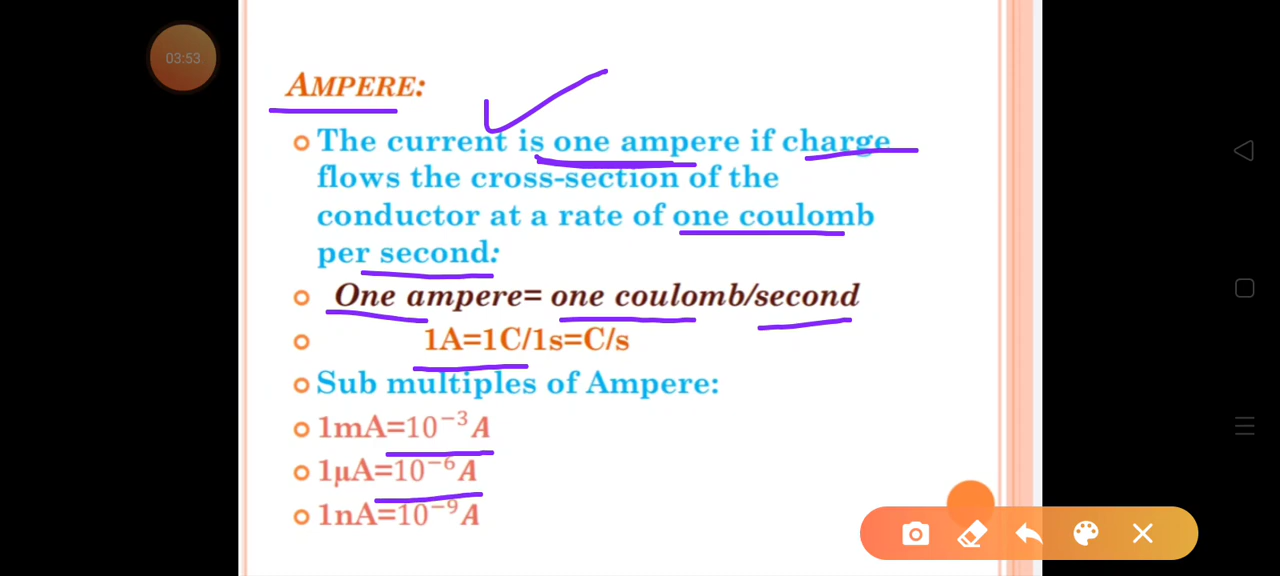 03:53
AMPERE:
The current is one ampere if charge
flows the cross-section of the
conductor at a rate of one coulomb
per second:
One ampere= one coulomb/second
1A=1C/1s=C/s
Sub multiples of Ampere:
1mA=10⁻³A
1μA=10⁻⁶A
1nA=10⁻⁹A